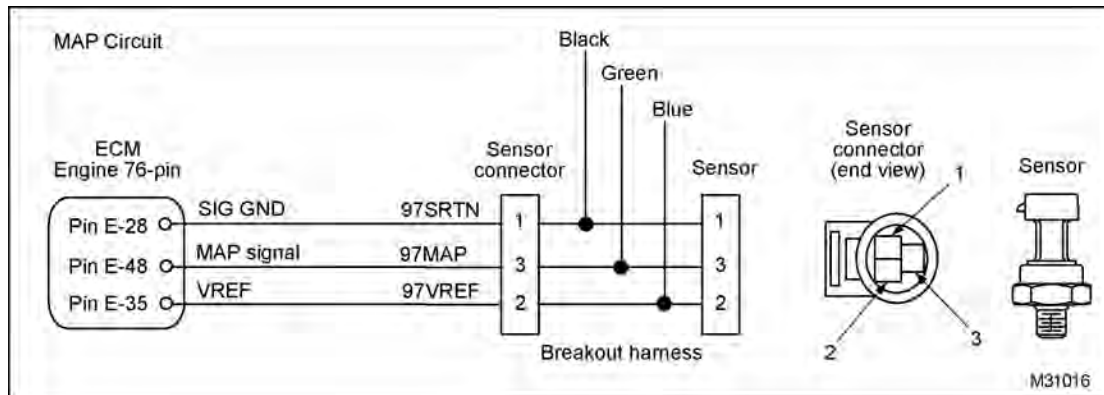 MAP Circuit
Black
Green
Blue
ECM
Engine 76-pin
Sensor
connector
Sensor
Sensor
connector
(end view)
1
Sensor
Pin E-28
SIG GND
97SRTN
1
1
Pin E-48
MAP signal
97MAP
3
3
Pin E-35
VREF
97VREF
2
2
2
3
Breakout harness
M31016